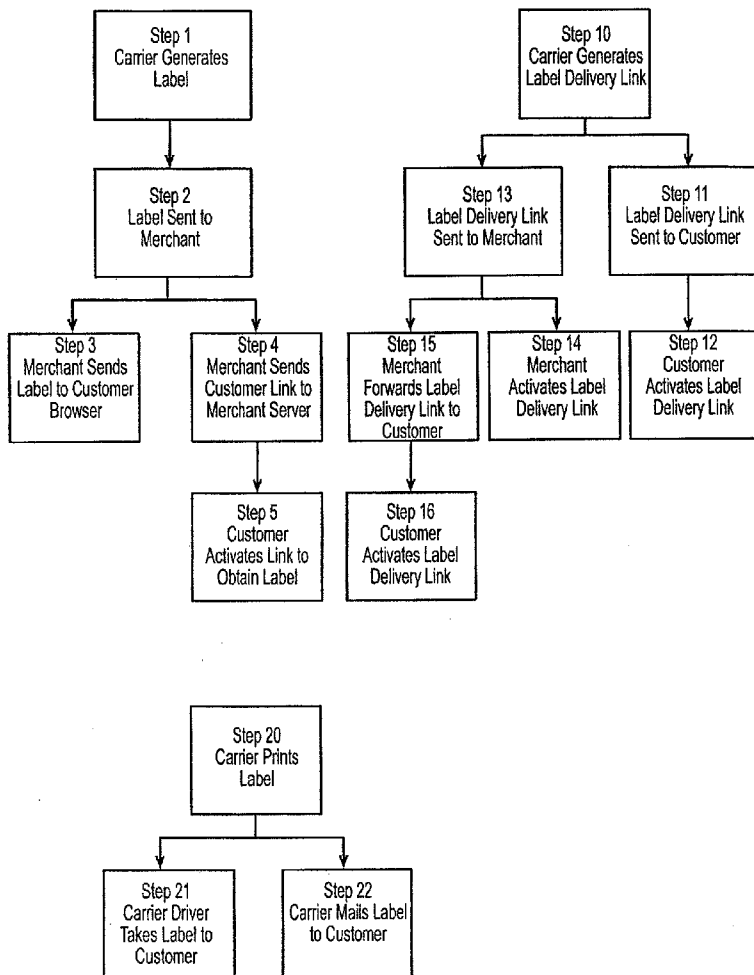 Step 1
Carrier Generates
Label
Step 10
Carrier Generates
Label Delivery Link
Step 2
Label Sent to
Merchant
Step 13
Label Delivery Link
Sent to Merchant
Step 11
Label Delivery Link
Sent to Customer
Step 3
Merchant Sends
Label to Customer
Browser
Step 4
Merchant Sends
Customer Link to
Merchant Server
Step 15
Merchant
Forwards Label
Delivery Link to
Customer
Step 14
Merchant
Activates Label
Delivery Link
Step 12
Customer
Activates Label
Delivery Link
Step 5
Customer
Activates Link to
Obtain Label
Step 16
Customer
Activates Label
Delivery Link
Step 20
Carrier Prints
Label
Step 21
Carrier Driver
Takes Label to
Customer
Step 22
Carrier Mails Label
to Customer